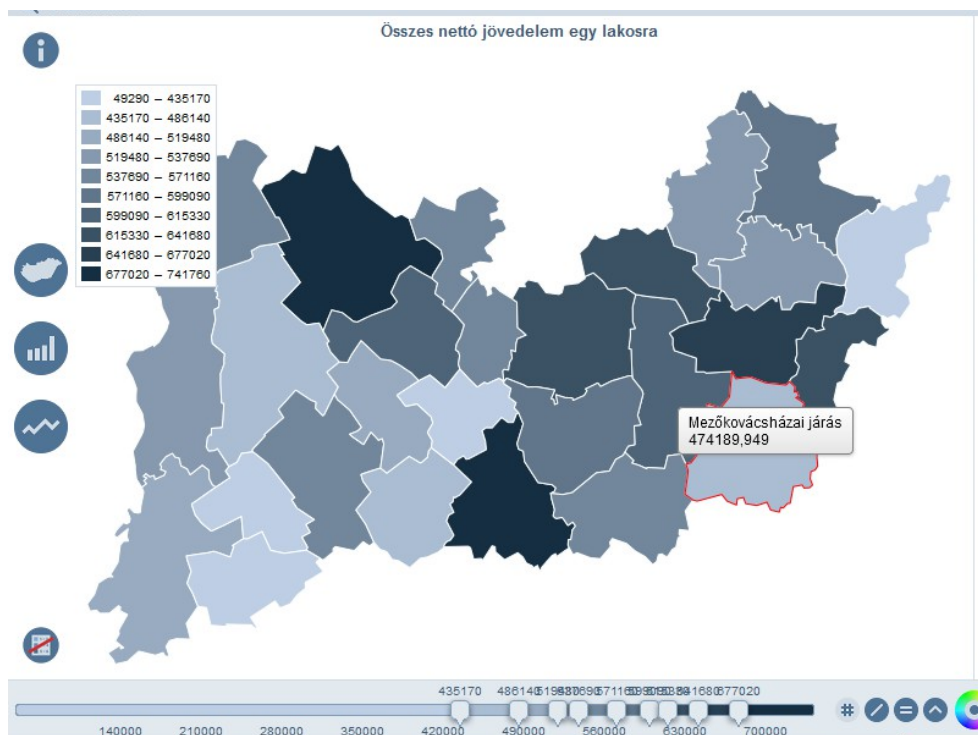 Összes nettó jövedelem egy lakosra
49290 – 435170
435170 – 486140
486140 – 519480
519480 – 537690
537690 – 571160
571160 – 599090
599090 – 615330
615330 – 641680
641680 – 677020
677020 – 741760
Mezőkovácsházai járás
474189,949
435170 486140 571160 677020
140000 210000 280000 350000 420000 490000 560000 630000 700000